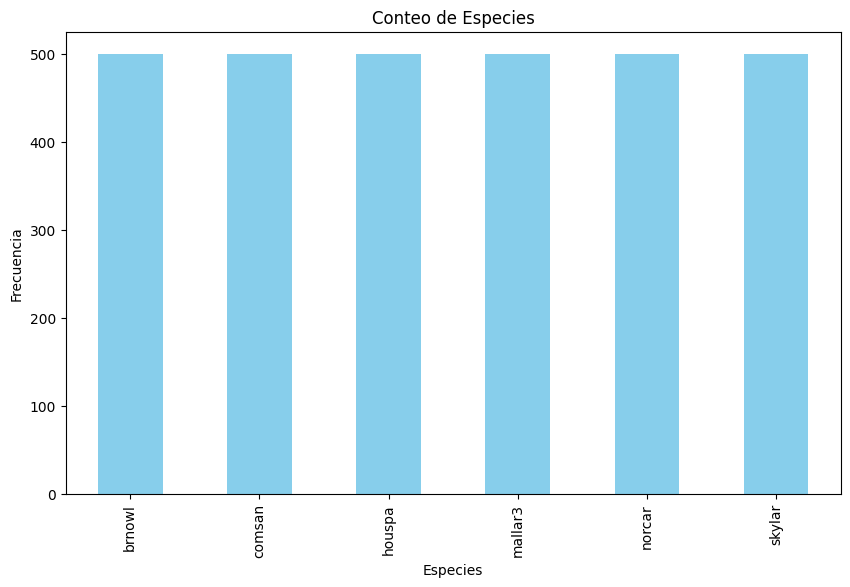 Conteo de Especies
500
400
300
200
100
0
Frecuencia
brnowl
comsan
houspa
mallar3
norcar
skylar
Especies